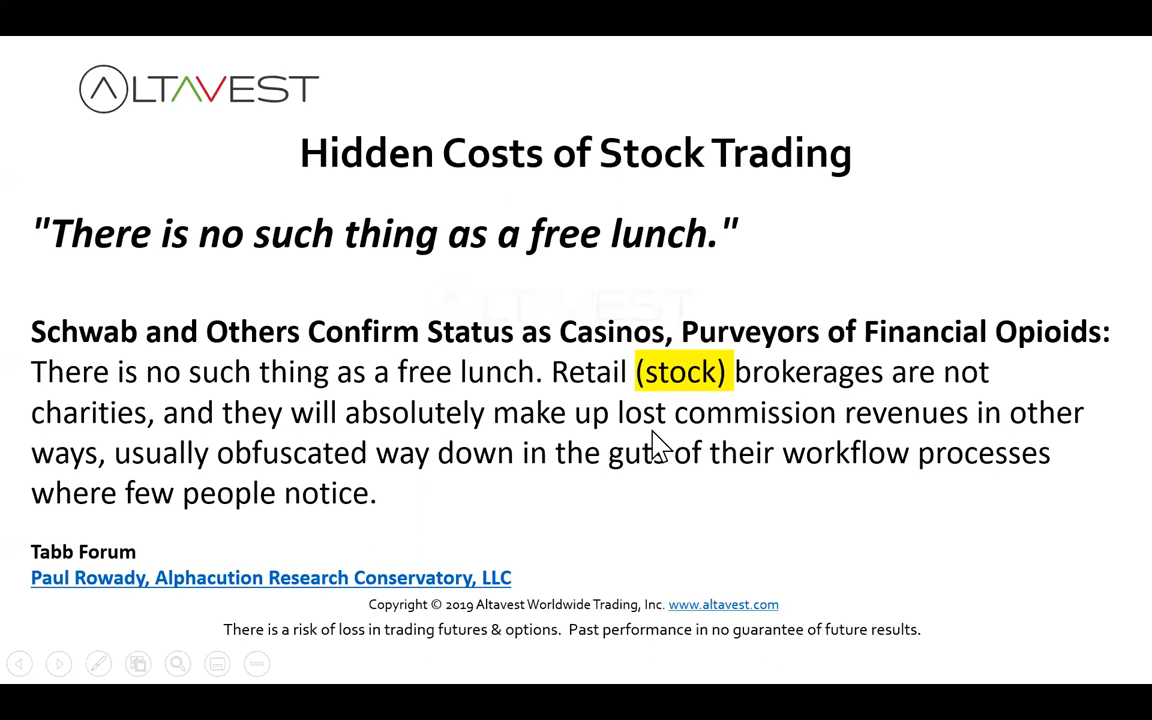 ALTAVEST
Hidden Costs of Stock Trading
"There is no such thing as a free lunch."
ALTAVEST
Schwab and Others Confirm Status as Casinos, Purveyors of Financial Opioids:
There is no such thing as a free lunch. Retail (stock) brokerages are not
charities, and they will absolutely make up lost commission revenues in other
ways, usually obfuscated way down in the guts of their workflow processes
where few people notice.
Tabb Forum
Paul Rowady, Alphacution Research Conservatory, LLC
Copyright © 2019 Altavest Worldwide Trading, Inc. www.altavest.com
There is a risk of loss in trading futures & options. Past performance in no guarantee of future results.